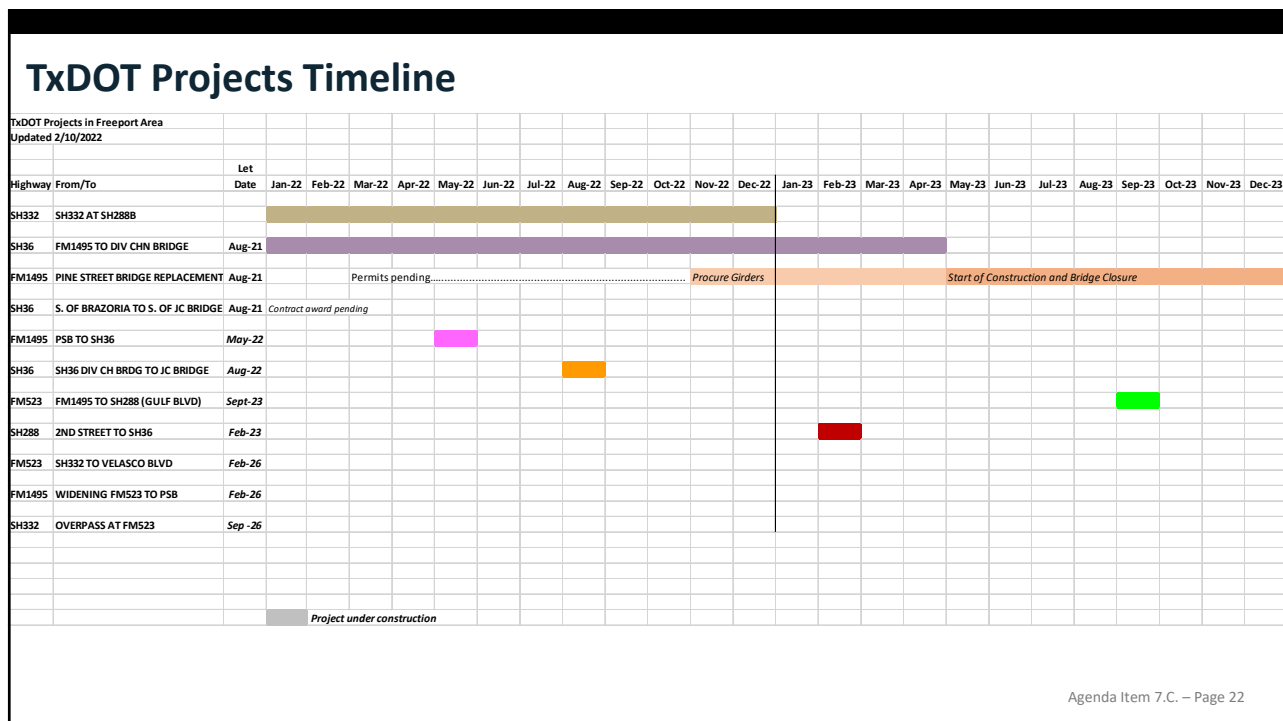 TxDOT Projects Timeline
TxDOT Projects in Freeport Area
Updated 2/10/2022
Let
Highway From/To Date Jan-22 Feb-22 Mar-22 Apr-22 May-22 Jun-22 Jul-22 Aug-22 Sep-22 Oct-22 Nov-22 Dec-22 Jan-23 Feb-23 Mar-23 Apr-23 May-23 Jun-23 Jul-23 Aug-23 Sep-23 Oct-23 Nov-23 Dec-23
SH332 SH332 AT SH288B
SH36 FM1495 TO DIV CHN BRIDGE Aug-21
FM1495 PINE STREET BRIDGE REPLACEMENT Aug-21 Permits pending……………………………………………………………………… Procure Girders Start of Construction and Bridge Closure
SH36 S. OF BRAZORIA TO S. OF JC BRIDGE Aug-21 Contract award pending
FM1495 PSB TO SH36 May-22
SH36 SH36 DIV CH BRDG TO JC BRIDGE Aug-22
FM523 FM1495 TO SH288 (GULF BLVD) Sept-23
SH288 2ND STREET TO SH36 Feb-23
FM523 SH332 TO VELASCO BLVD Feb-26
FM1495 WIDENING FM523 TO PSB Feb-26
SH332 OVERPASS AT FM523 Sep -26
Project under construction
Agenda Item 7.C. – Page 22